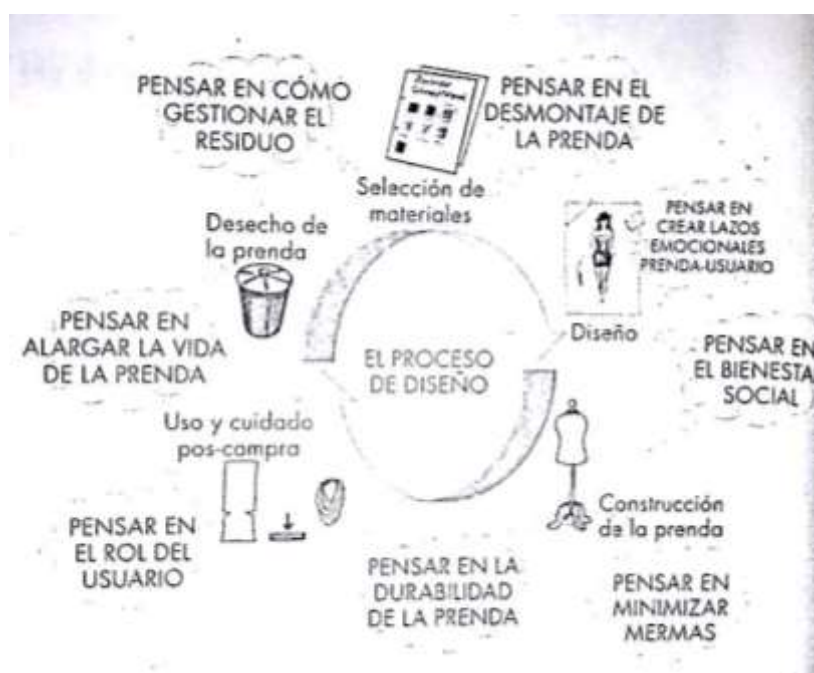 PENSAR EN CÓMO
GESTIONAR EL
RESIDUO
PENSAR EN EL
DESMONTAJE DE
LA PRENDA
Selección de
materiales
Desecho de
la prenda
PENSAR EN
CREAR LAZOS
EMOCIONALES
PRENDA-USUARIO
Diseño
PENSAR EN
ALARGAR LA VIDA
DE LA PRENDA
EL PROCESO
DE DISEÑO
PENSAR EN
EL BIENESTA
SOCIAL
Uso y cuidado
pos-compra
Construcción
de la prenda
PENSAR EN
EL ROL DEL
USUARIO
PENSAR EN LA
DURABILIDAD
DE LA PRENDA
PENSAR EN
MINIMIZAR
MERMAS